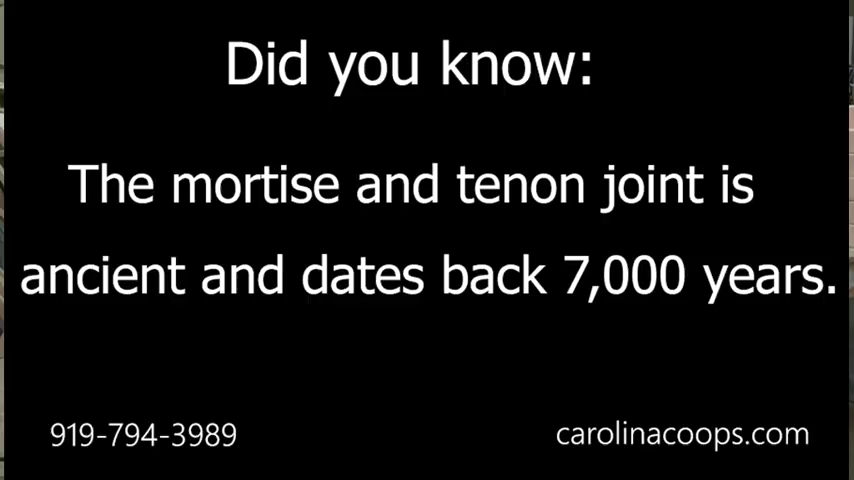 Did you know:
The mortise and tenon joint is
ancient and dates back 7,000 years.
919-794-3989
carolinacoops.com